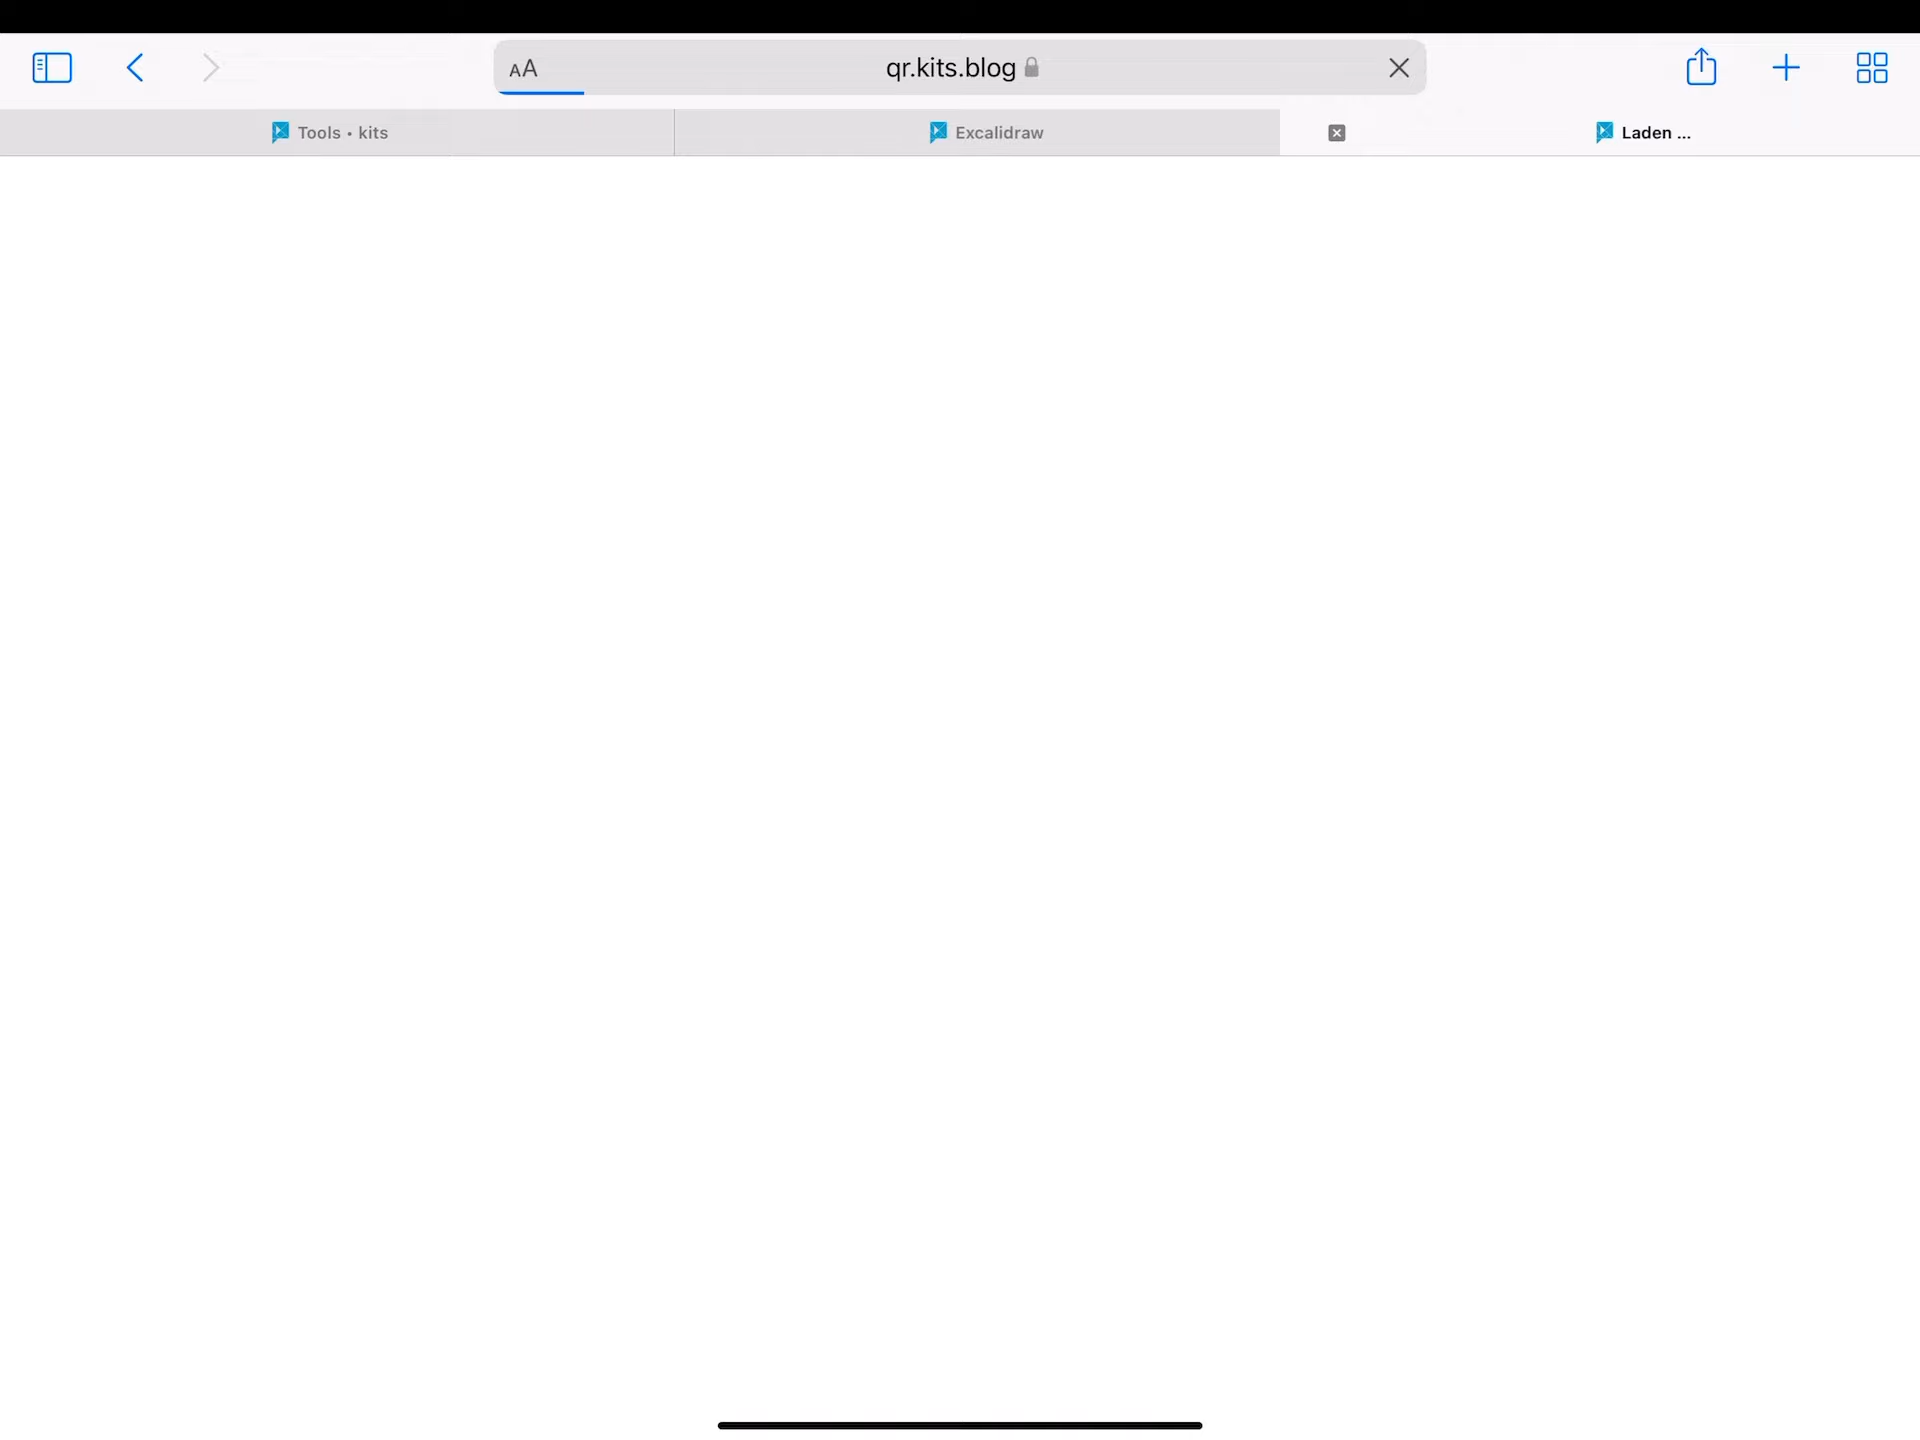 AA
qr.kits.blog
Tools • kits
Excalidraw
Laden ...